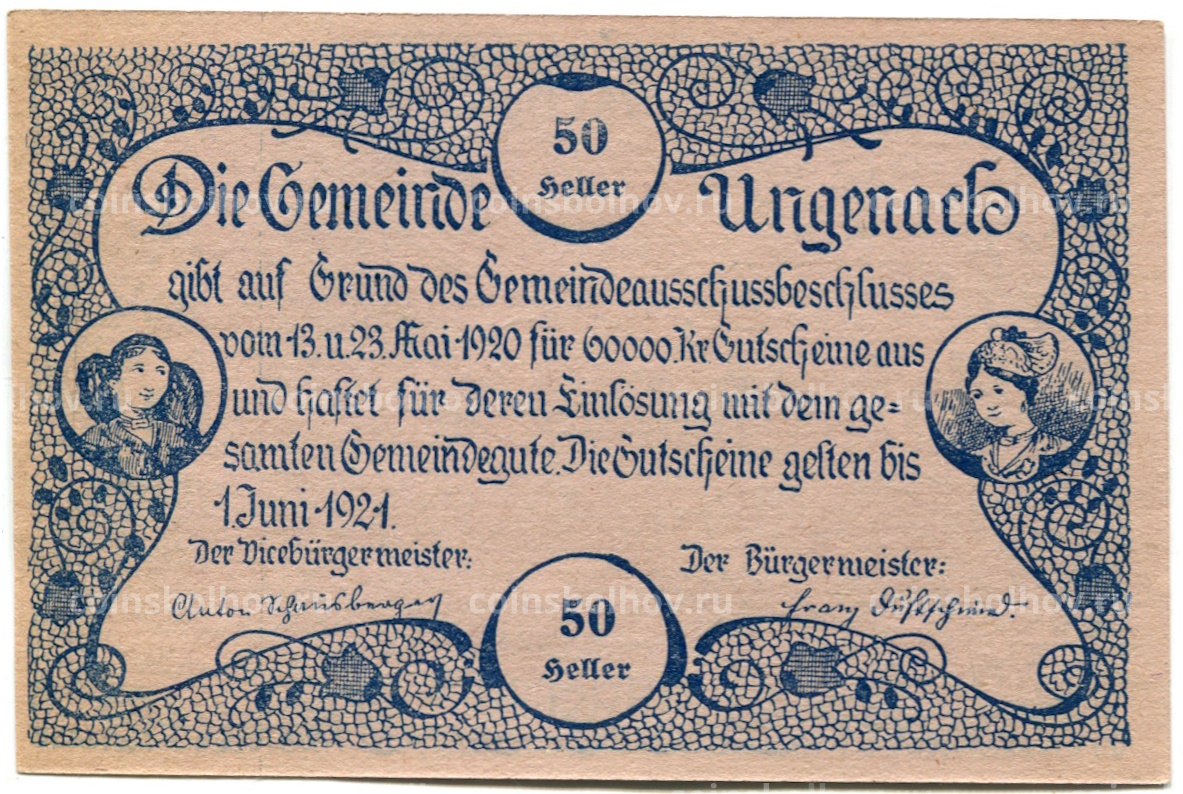 50
Heller
Die Gemeinde Ungenach
gibt auf Grund des Gemeindeausschussbeschlusses
vom 13. u. 23. Mai 1920 für 60000 Kr Gutscheine aus
und haftet für deren Einlösung mit dem ge=
samten Gemeindegute. Die Gutscheine gelten bis
1. Juni 1921.
Der Vicebürgermeister: Der Bürgermeister:
Anton Franz
50
Heller
coinsbolhov.ru